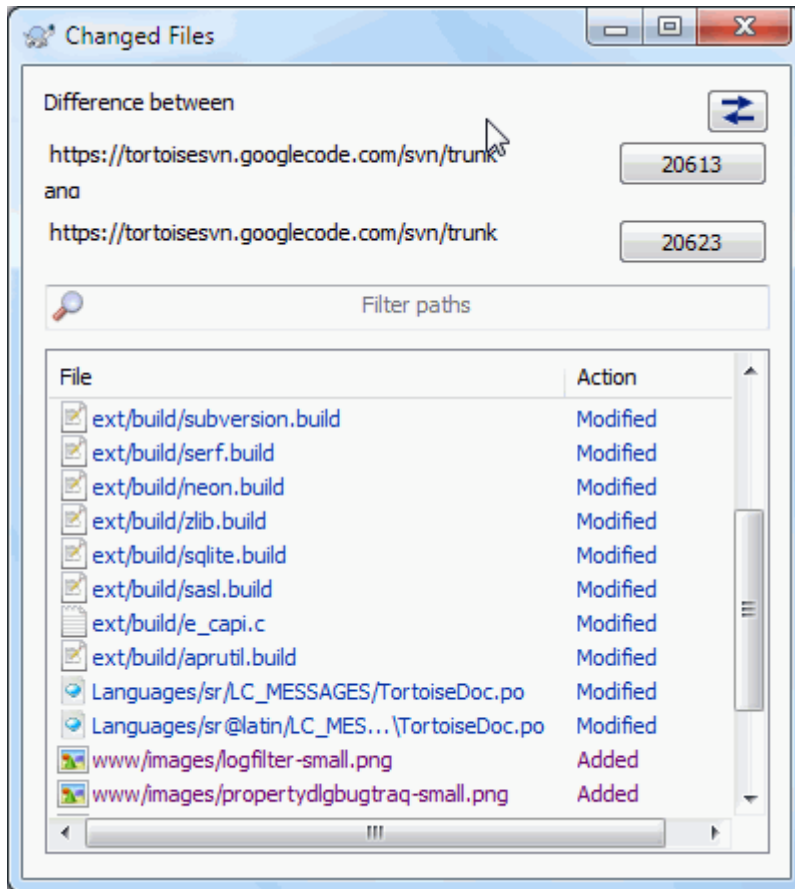 Changed Files
Difference between
https://tortoisesvn.googlecode.com/svn/trunk 20613
and
https://tortoisesvn.googlecode.com/svn/trunk 20623
Filter paths
File Action
ext/build/subversion.build Modified
ext/build/serf.build Modified
ext/build/neon.build Modified
ext/build/zlib.build Modified
ext/build/sqlite.build Modified
ext/build/sasl.build Modified
ext/build/e_capi.c Modified
ext/build/aprutil.build Modified
Languages/sr/LC_MESSAGES/TortoiseDoc.po Modified
Languages/sr@latin/LC_MES...\TortoiseDoc.po Modified
www/images/logfilter-small.png Added
www/images/propertydlgbugtraq-small.png Added